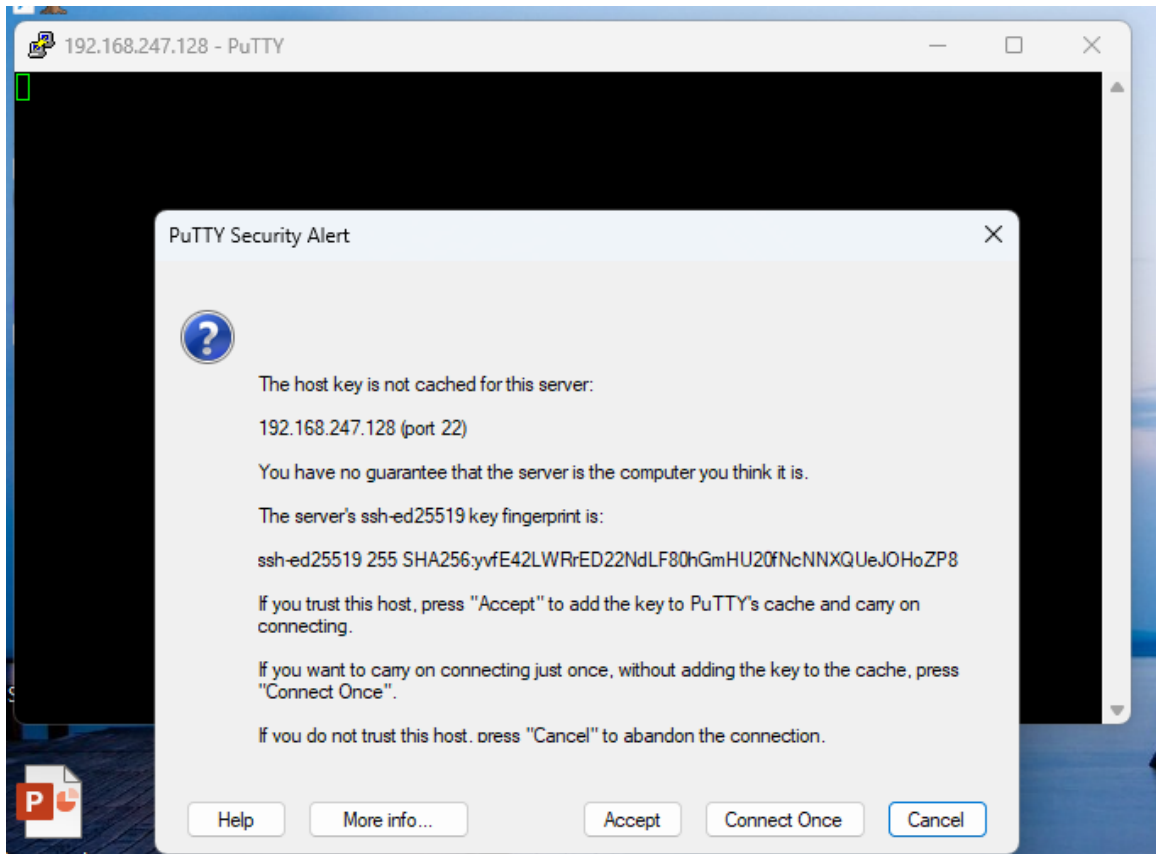 192.168.247.128 - PuTTY
PuTTY Security Alert
The host key is not cached for this server:
192.168.247.128 (port 22)
You have no guarantee that the server is the computer you think it is.
The server's ssh-ed25519 key fingerprint is:
ssh-ed25519 255 SHA256:yvfE42LWRrED22NdLF80hGmHU20fNcNNXQUeJOHoZP8
If you trust this host, press "Accept" to add the key to PuTTY's cache and carry on
connecting.
If you want to carry on connecting just once, without adding the key to the cache, press
"Connect Once".
If you do not trust this host, press "Cancel" to abandon the connection.
Help
More info...
Accept
Connect Once
Cancel
P